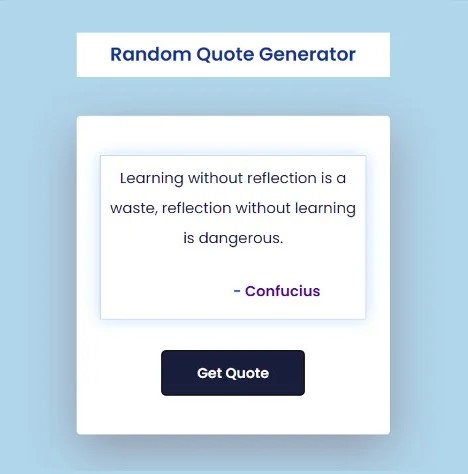 Random Quote Generator
Learning without reflection is a
waste, reflection without learning
is dangerous.
- Confucius
Get Quote